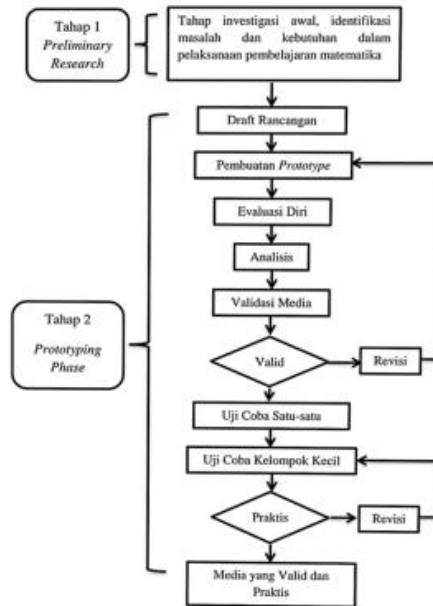 Tahap 1
Preliminary
Research
Tahap investigasi awal, identifikasi
masalah dan kebutuhan dalam
pelaksanaan pembelajaran matematika
Draft Rancangan
Pembuatan Prototype
Evaluasi Diri
Analisis
Validasi Media
Tahap 2
Prototyping
Phase
Valid
Revisi
Uji Coba Satu-satu
Uji Coba Kelompok Kecil
Praktis
Revisi
Media yang Valid dan
Praktis